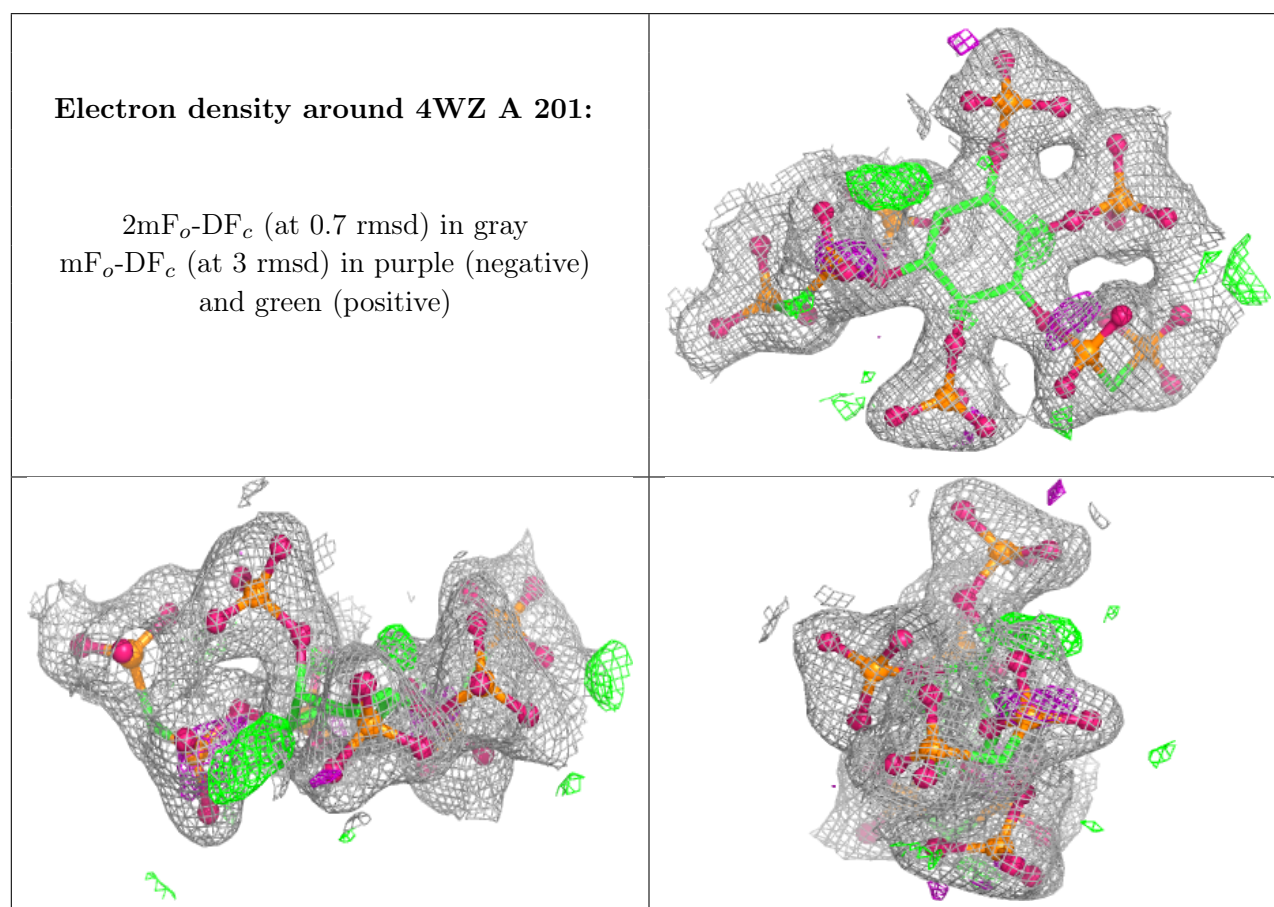 Electron density around 4WZ A 201:
2mFo-DFc (at 0.7 rmsd) in gray
mFo-DFc (at 3 rmsd) in purple (negative)
and green (positive)